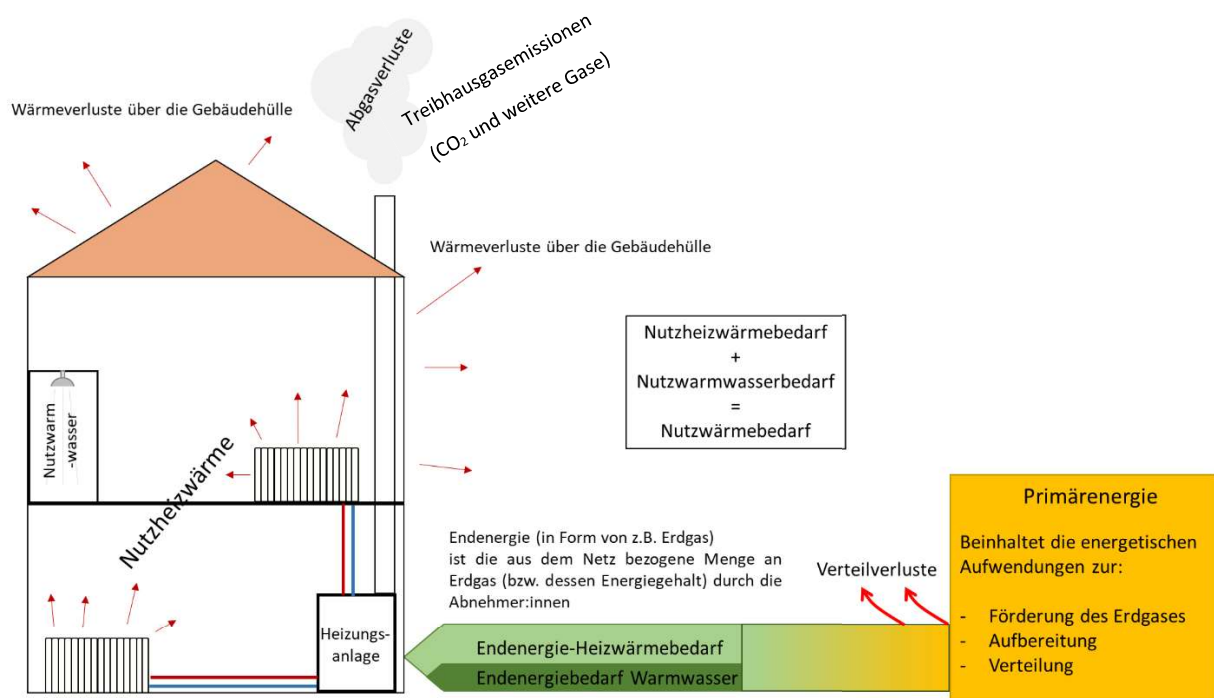 Abgasverluste
Treibhausgasemissionen
(CO₂ und weitere Gase)
Wärmeverluste über die Gebäudehülle
Wärmeverluste über die Gebäudehülle
Nutzheizwärmebedarf
+
Nutzwarmwasserbedarf
=
Nutzwärmebedarf
Nutzwarm
-wasser
Nutzheizwärme
Heizungs-
anlage
Endenergie (in Form von z.B. Erdgas)
ist die aus dem Netz bezogene Menge an
Erdgas (bzw. dessen Energiegehalt) durch die
Abnehmer:innen
Endenergie-Heizwärmebedarf
Endenergiebedarf Warmwasser
Verteilverluste
Primärenergie
Beinhaltet die energetischen
Aufwendungen zur:
- Förderung des Erdgases
- Aufbereitung
- Verteilung